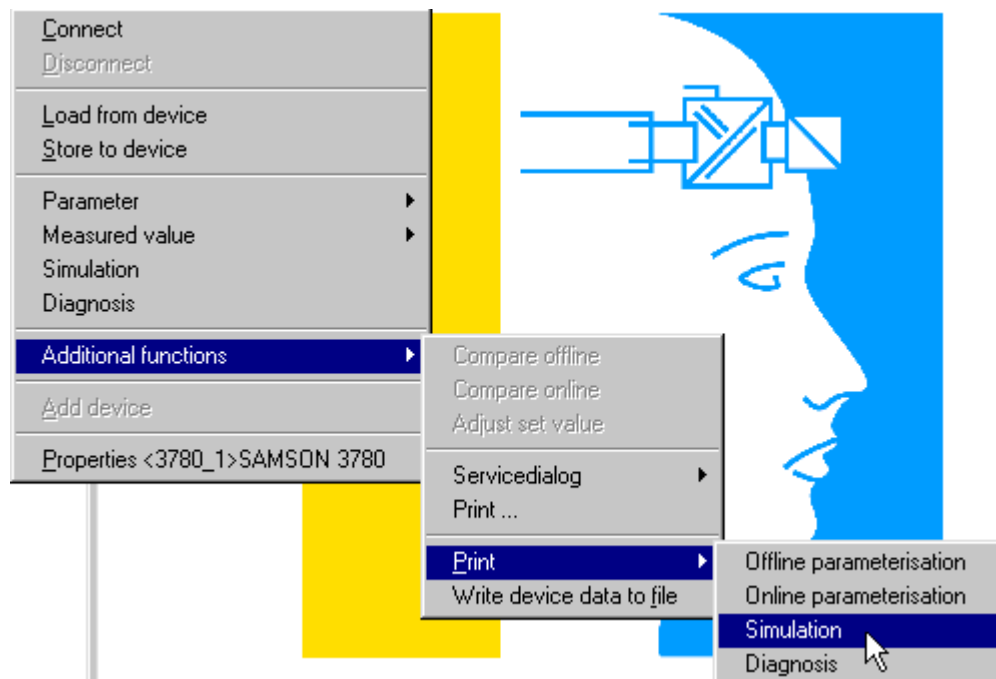 Connect
Disconnect
Load from device
Store to device
Parameter
Measured value
Simulation
Diagnosis
Additional functions
Add device
Properties <3780_1>SAMSON 3780
Compare offline
Compare online
Adjust set value
Servicedialog
Print ...
Print
Write device data to file
Offline parameterisation
Online parameterisation
Simulation
Diagnosis